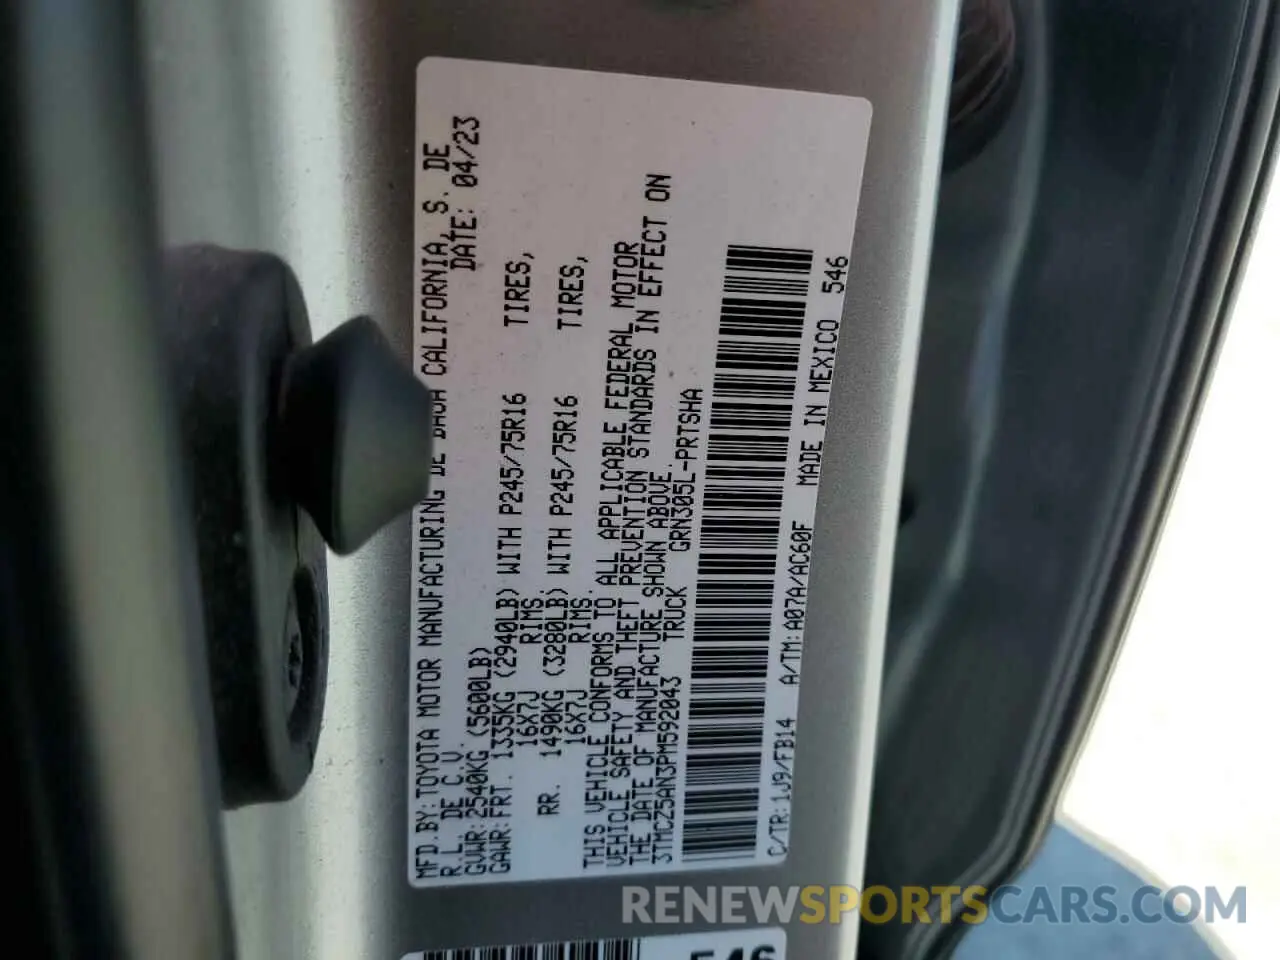 MFD. BY: TOYOTA MOTOR MANUFACTURING DE BAJA CALIFORNIA, S. DE
R.L. DE C.V. DATE: 04/23
GVWR: 2540KG (5600LB)
GAWR: FRT. 1335KG (2940LB) WITH P245/75R16 TIRES,
16X7J RIMS.
RR. 1490KG (3280LB) WITH P245/75R16 TIRES,
16X7J RIMS.
THIS VEHICLE CONFORMS TO ALL APPLICABLE FEDERAL MOTOR
VEHICLE SAFETY AND THEFT PREVENTION STANDARDS IN EFFECT ON
THE DATE OF MANUFACTURE SHOWN ABOVE.
3TMCZ5AN3PM592043 TRUCK GRN305L-PRTSHA
C/TR: 1J9/FB14 A/TM: A07A/AC60F MADE IN MEXICO 546
546
RENEWSPORTSCARS.COM